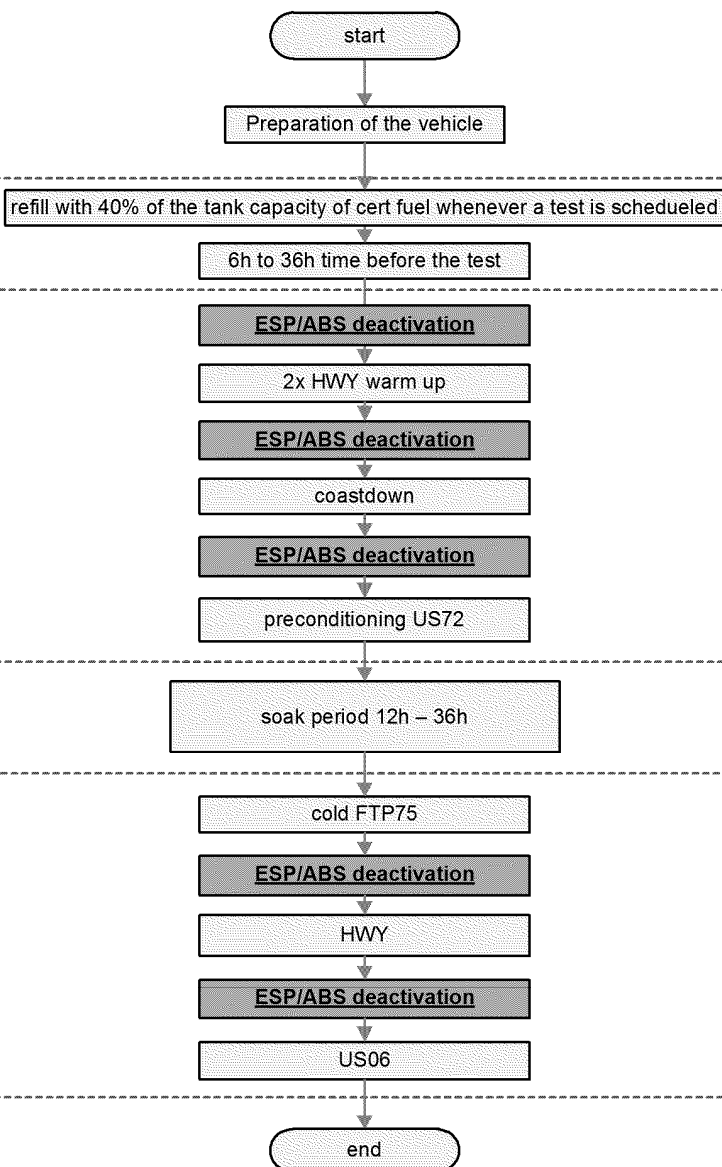 start
Preparation of the vehicle
refill with 40% of the tank capacity of cert fuel whenever a test is schedueled
6h to 36h time before the test
ESP/ABS deactivation
2x HWY warm up
ESP/ABS deactivation
coastdown
ESP/ABS deactivation
preconditioning US72
soak period 12h – 36h
cold FTP75
ESP/ABS deactivation
HWY
ESP/ABS deactivation
US06
end